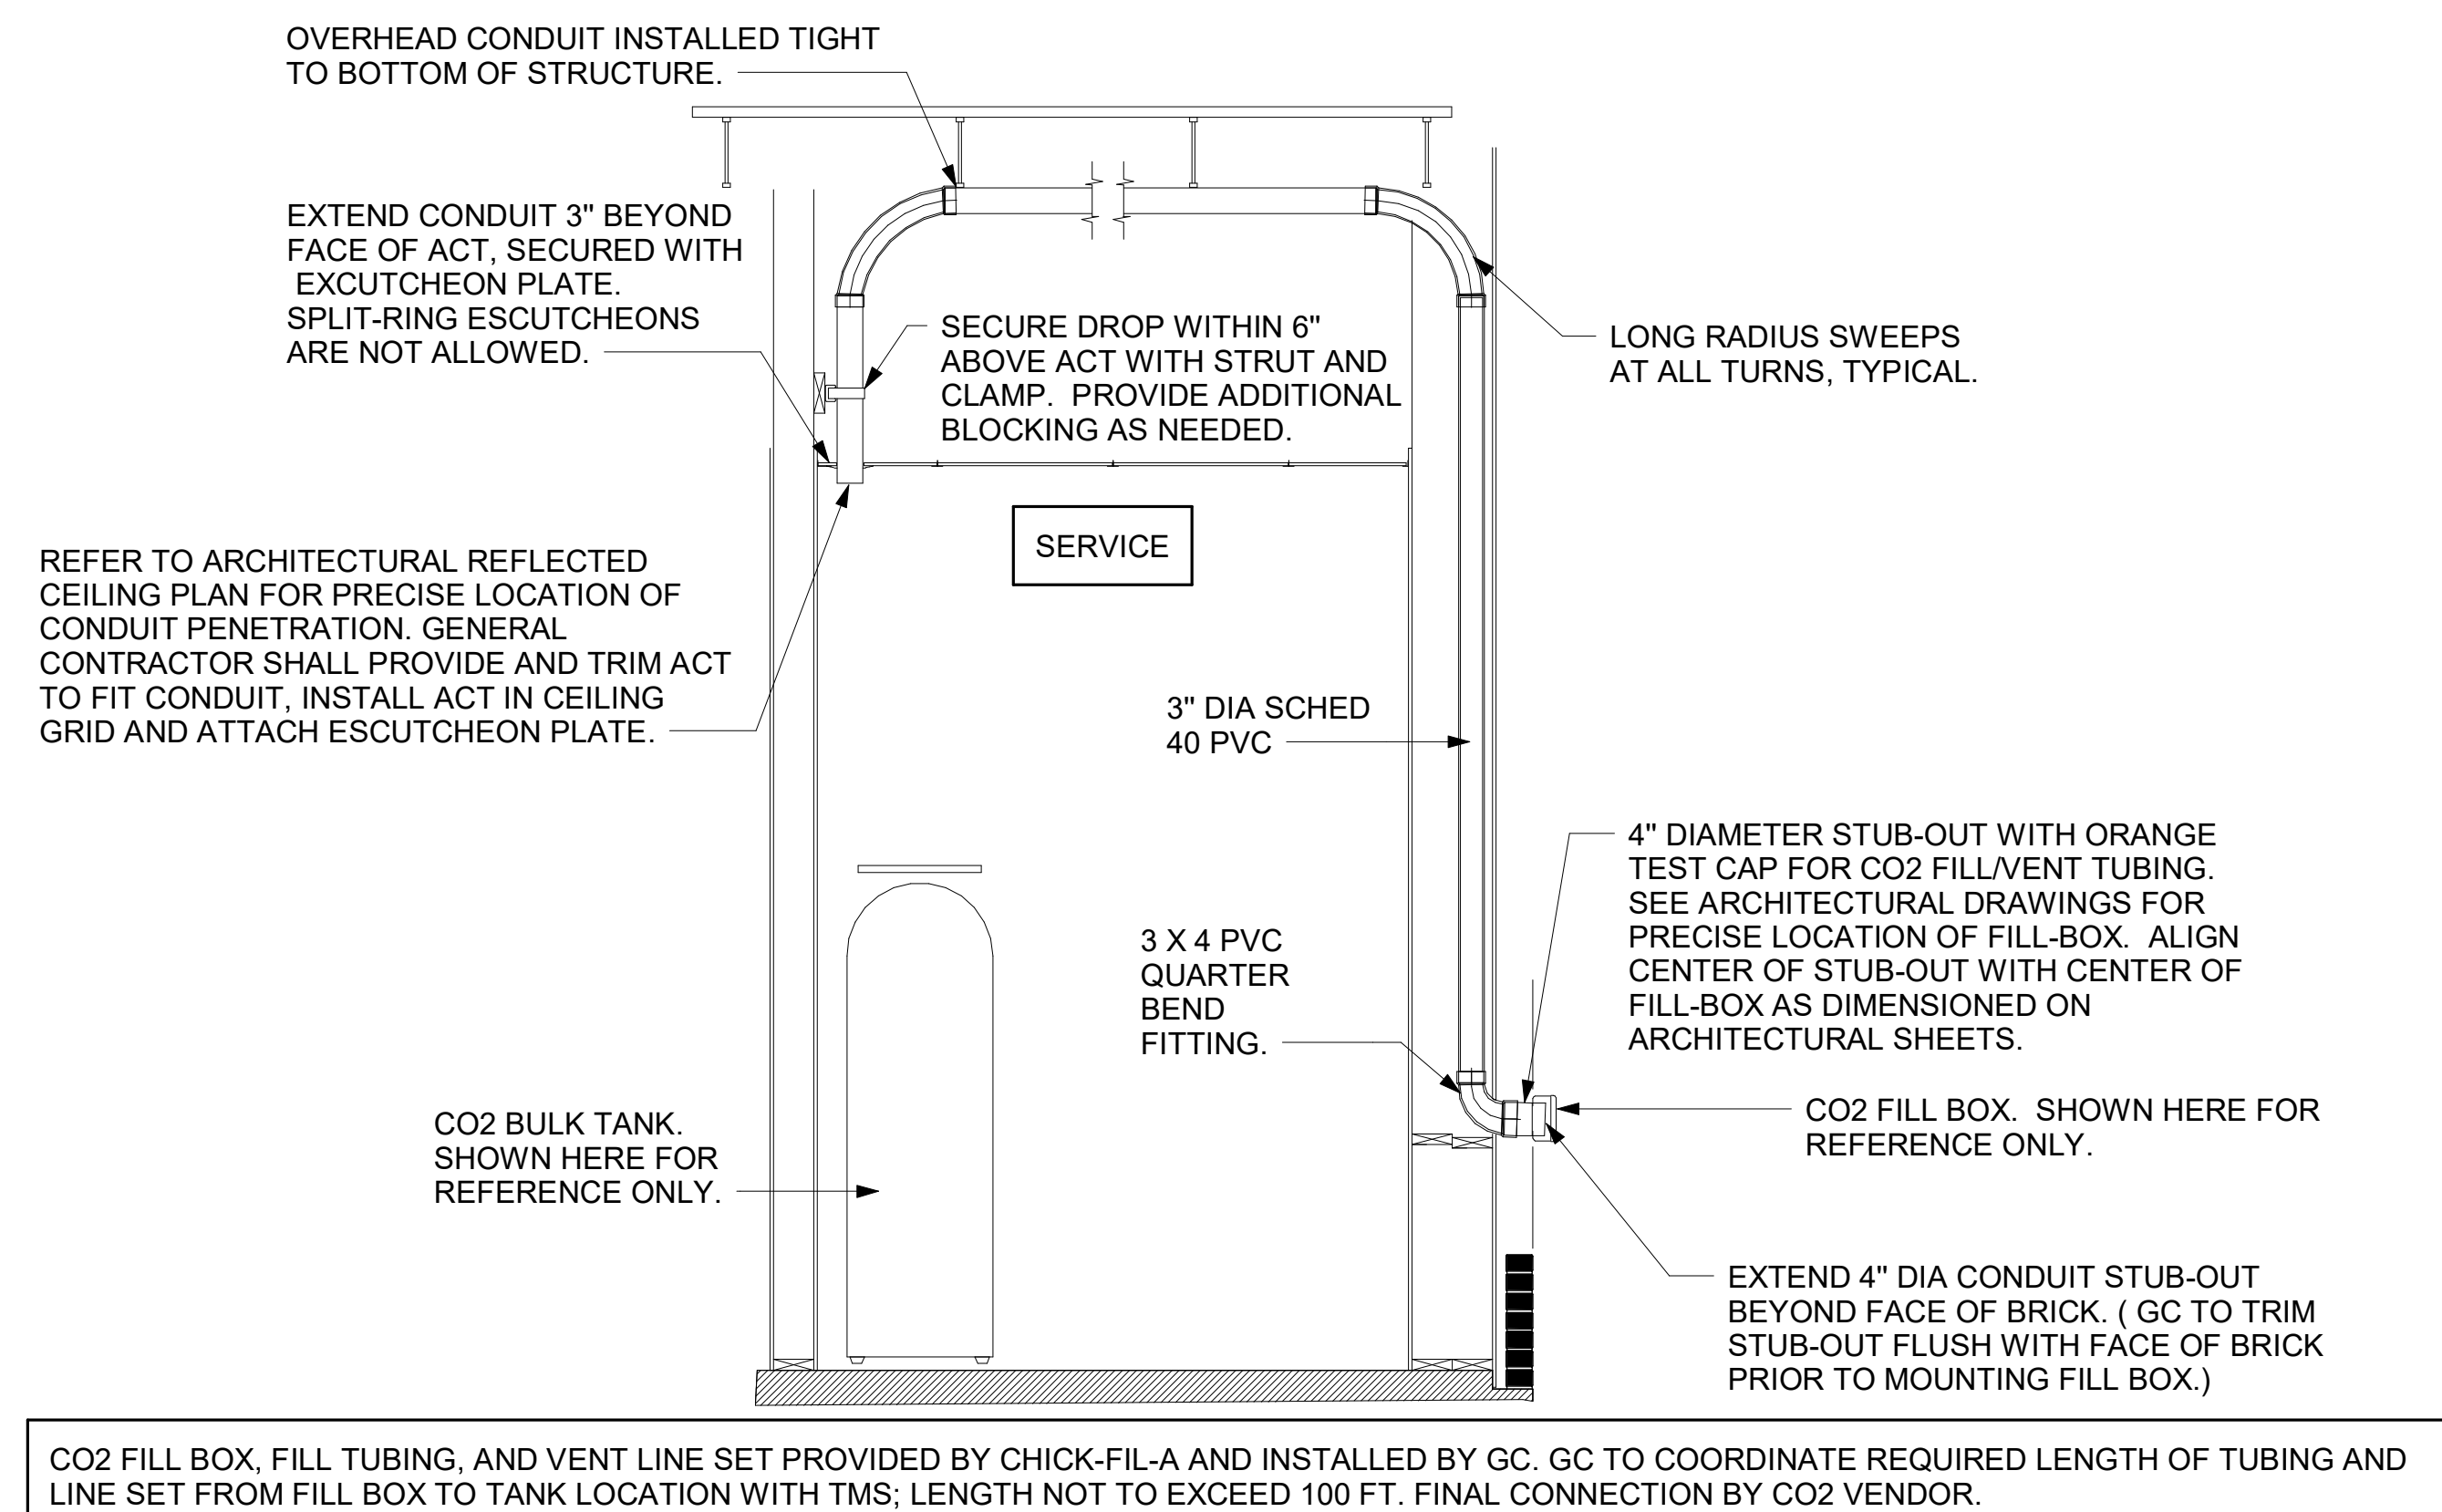 OVERHEAD CONDUIT INSTALLED TIGHT
TO BOTTOM OF STRUCTURE.
EXTEND CONDUIT 3" BEYOND
FACE OF ACT, SECURED WITH
EXCUTCHEON PLATE.
SPLIT-RING ESCUTCHEONS
ARE NOT ALLOWED.
SECURE DROP WITHIN 6"
ABOVE ACT WITH STRUT AND
CLAMP. PROVIDE ADDITIONAL
BLOCKING AS NEEDED.
LONG RADIUS SWEEPS
AT ALL TURNS, TYPICAL.
SERVICE
REFER TO ARCHITECTURAL REFLECTED
CEILING PLAN FOR PRECISE LOCATION OF
CONDUIT PENETRATION. GENERAL
CONTRACTOR SHALL PROVIDE AND TRIM ACT
TO FIT CONDUIT, INSTALL ACT IN CEILING
GRID AND ATTACH ESCUTCHEON PLATE.
3" DIA SCHED
40 PVC
4" DIAMETER STUB-OUT WITH ORANGE
TEST CAP FOR CO2 FILL/VENT TUBING.
SEE ARCHITECTURAL DRAWINGS FOR
PRECISE LOCATION OF FILL-BOX. ALIGN
CENTER OF STUB-OUT WITH CENTER OF
FILL-BOX AS DIMENSIONED ON
ARCHITECTURAL SHEETS.
3 X 4 PVC
QUARTER
BEND
FITTING.
CO2 BULK TANK.
SHOWN HERE FOR
REFERENCE ONLY.
CO2 FILL BOX. SHOWN HERE FOR
REFERENCE ONLY.
EXTEND 4" DIA CONDUIT STUB-OUT
BEYOND FACE OF BRICK. ( GC TO TRIM
STUB-OUT FLUSH WITH FACE OF BRICK
PRIOR TO MOUNTING FILL BOX.)
CO2 FILL BOX, FILL TUBING, AND VENT LINE SET PROVIDED BY CHICK-FIL-A AND INSTALLED BY GC. GC TO COORDINATE REQUIRED LENGTH OF TUBING AND
LINE SET FROM FILL BOX TO TANK LOCATION WITH TMS; LENGTH NOT TO EXCEED 100 FT. FINAL CONNECTION BY CO2 VENDOR.